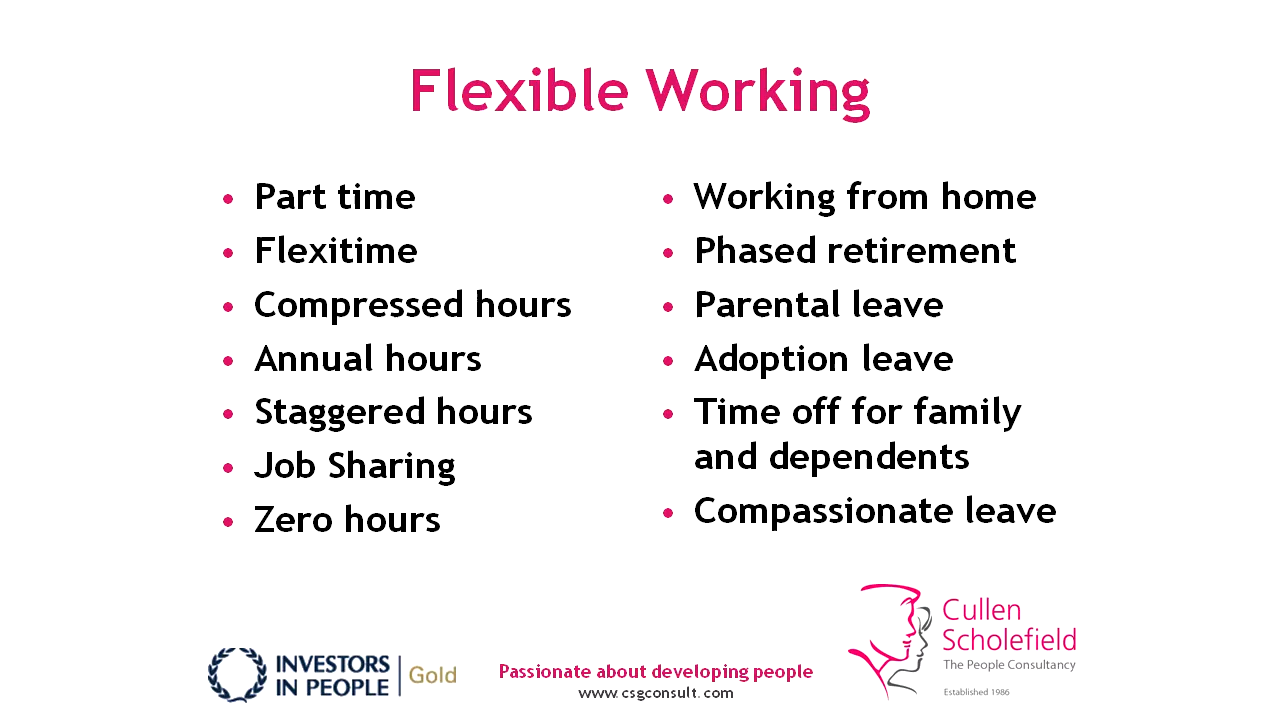 Flexible Working
• Part time
• Flexitime
• Compressed hours
• Annual hours
• Staggered hours
• Job Sharing
• Zero hours
• Working from home
• Phased retirement
• Parental leave
• Adoption leave
• Time off for family
and dependents
• Compassionate leave
INVESTORS
IN PEOPLE
Gold
Passionate about developing people
www.csgconsult.com
Cullen
Scholefield
The People Consultancy
Established 1986